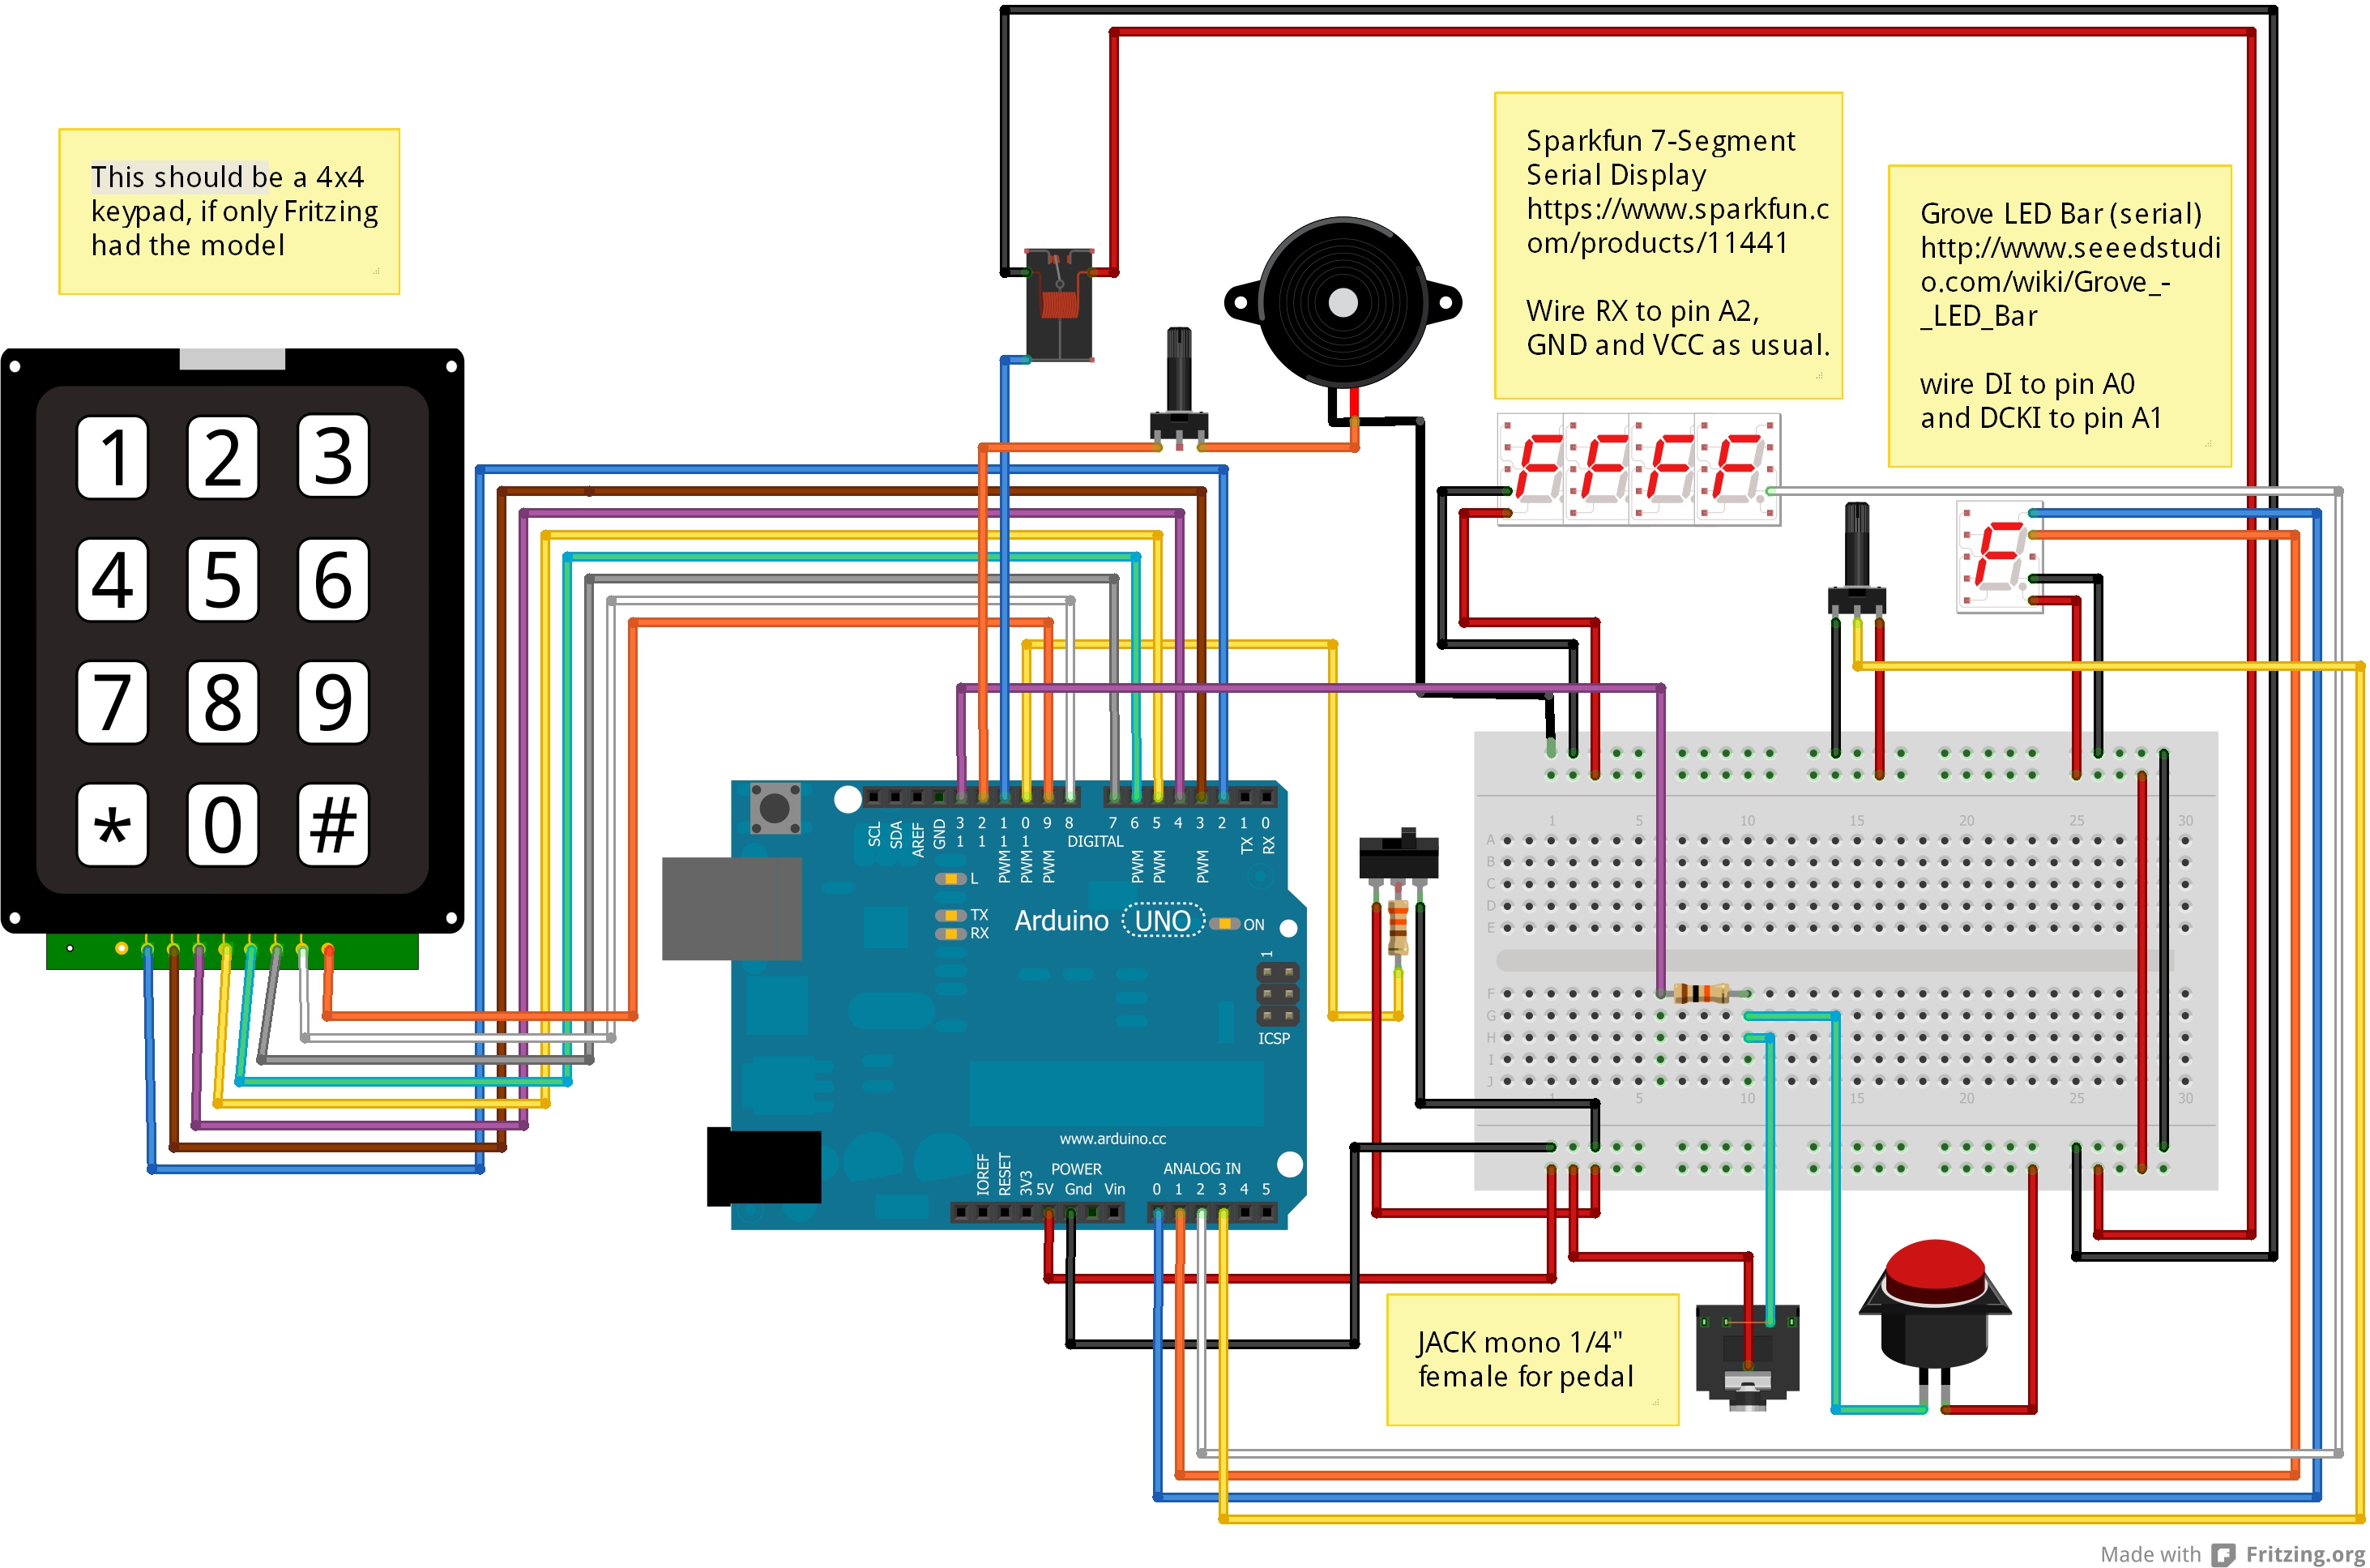 This should be a 4x4
keypad, if only Fritzing
had the model
Sparkfun 7-Segment
Serial Display
https://www.sparkfun.c
om/products/11441
Wire RX to pin A2,
GND and VCC as usual.
Grove LED Bar (serial)
http://www.seeedstudi
o.com/wiki/Grove_-
_LED_Bar
wire DI to pin A0
and DCKI to pin A1
1 2 3
4 5 6
7 8 9
* 0 #
SCL SDA AREF GND 13 12 11 10 9 8 7 6 5 4 3 2 1 0
PWM PWM PWM DIGITAL PWM PWM PWM TX RX
L
TX
RX
Arduino UNO ON
1
ICSP
www.arduino.cc
IOREF RESET 3V3 5V Gnd Vin
POWER
ANALOG IN
0 1 2 3 4 5
1 5 10 15 20 25 30
A
B
C
D
E
F
G
H
I
J
1 5 10 15 20 25 30
JACK mono 1/4"
female for pedal
Made with Fritzing.org